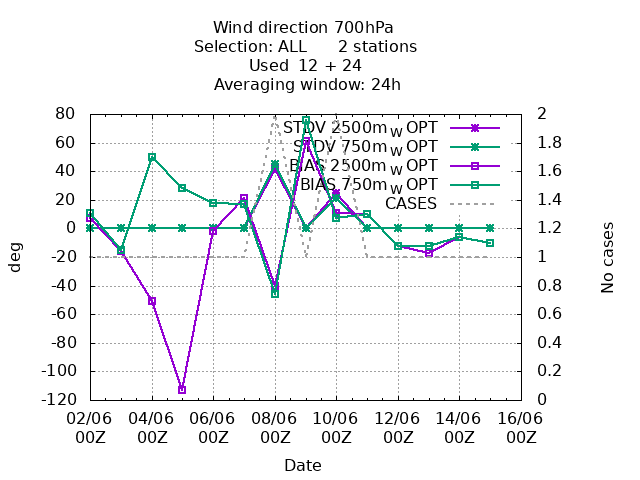 Wind direction 700hPa
Selection: ALL 2 stations
Used 12 + 24
Averaging window: 24h
STDV 2500m_w OPT
STDV 750m_w OPT
BIAS 2500m_w OPT
BIAS 750m_w OPT
CASES
80
60
40
20
0
-20
-40
-60
-80
-100
-120
deg
2
1.8
1.6
1.4
1.2
1
0.8
0.6
0.4
0.2
0
No cases
02/06 04/06 06/06 08/06 10/06 12/06 14/06 16/06
00Z 00Z 00Z 00Z 00Z 00Z 00Z 00Z
Date